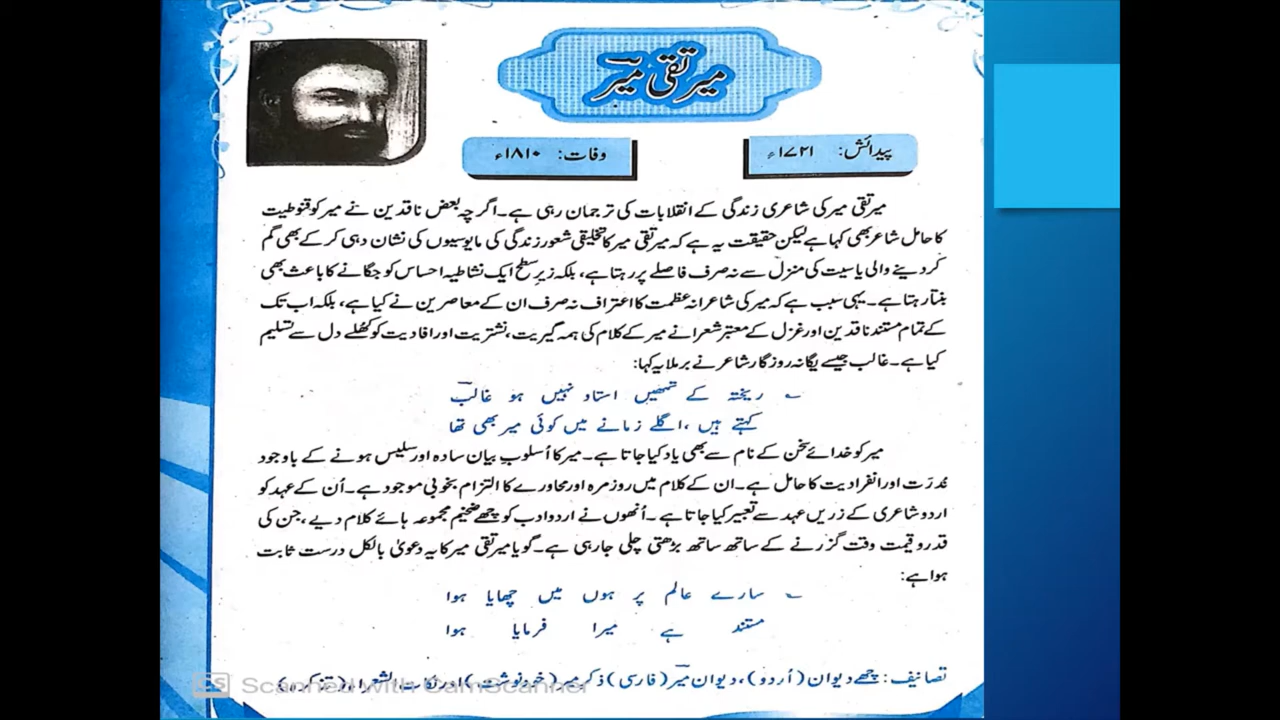 میر تقی میرؔ
پیدائش: ۱۷۲۱ء
وفات: ۱۸۱۰ء
میر تقی میر کی شاعری زندگی کے انقلابات کی ترجمان رہی ہے۔ اگرچہ بعض ناقدین نے میر کو قنوطیت
کا حامل شاعر بھی کہا ہے لیکن حقیقت یہ ہے کہ میر تقی میر کا تخلیقی شعور زندگی کی مایوسیوں کی نشان دہی کر کے بھی گم
کر دینے والی یاسیت کی منزل سے نہ صرف فاصلے پر رہتا ہے، بلکہ زیرِ سطح ایک نشاطیہ احساس کو جگانے کا باعث بھی
بنتا رہتا ہے۔ یہی سبب ہے کہ میر کی شاعرانہ عظمت کا اعتراف نہ صرف ان کے معاصرین نے کیا ہے، بلکہ اب تک
کے تمام مستند ناقدین اور غزل کے معتبر شعرا نے میر کے کلام کی ہمہ گیریت، نشتریت اور افادیت کو کھلے دل سے تسلیم
کیا ہے۔ غالب جیسے یگانہ روزگار شاعر نے برملا یہ کہا:
؎ ریختہ کے تمھیں استاد نہیں ہو غالبؔ
کہتے ہیں، اگلے زمانے میں کوئی میر بھی تھا
میر کو خدائے سخن کے نام سے بھی یاد کیا جاتا ہے۔ میر کا اُسلوبِ بیان سادہ اور سلیس ہونے کے باوجود
نُدرَت اور انفرادیت کا حامل ہے۔ ان کے کلام میں روزمرہ اور محاورے کا التزام بخوبی موجود ہے۔ اُن کے عہد کو
اردو شاعری کے زریں عہد سے تعبیر کیا جاتا ہے۔ اُنھوں نے اردو ادب کو چھے ضخیم مجموعہ ہائے کلام دیے، جن کی
قدر و قیمت وقت گزرنے کے ساتھ ساتھ بڑھتی چلی جا رہی ہے۔ گویا میر تقی میر کا یہ دعویٰ بالکل درست ثابت
ہوا ہے:
؎ سارے عالم پر ہوں میں چھایا ہوا
مستند ہے میرا فرمایا ہوا
تصانیف: چھے دیوان (اُردو)، دیوان میرؔ (فارسی) ذکرِ میر (خودنوشت) اور نکات الشعراء (تذکرہ)
CS Scanned with CamScanner